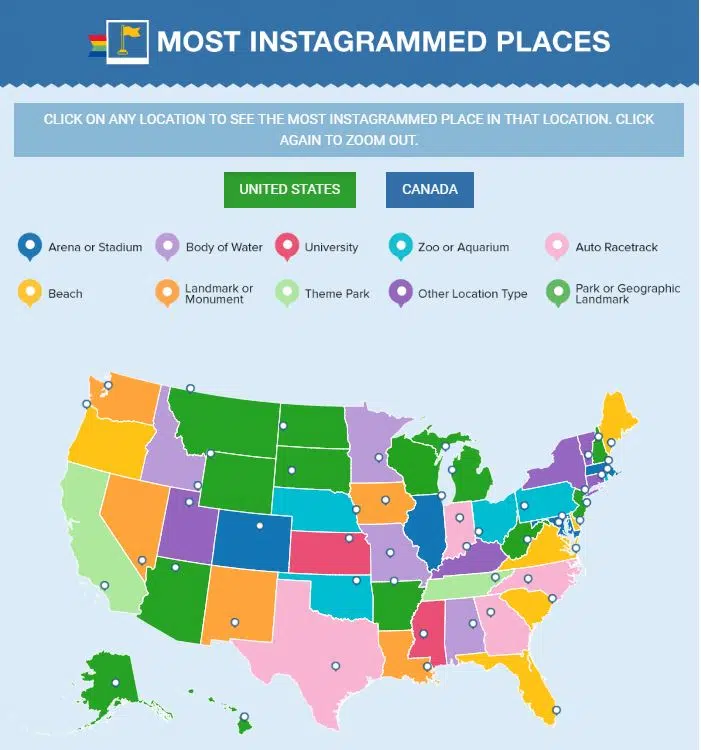 MOST INSTAGRAMMED PLACES
CLICK ON ANY LOCATION TO SEE THE MOST INSTAGRAMMED PLACE IN THAT LOCATION. CLICK
AGAIN TO ZOOM OUT.
UNITED STATES
CANADA
Arena or Stadium
Body of Water
University
Zoo or Aquarium
Auto Racetrack
Beach
Landmark or
Monument
Theme Park
Other Location Type
Park or Geographic
Landmark